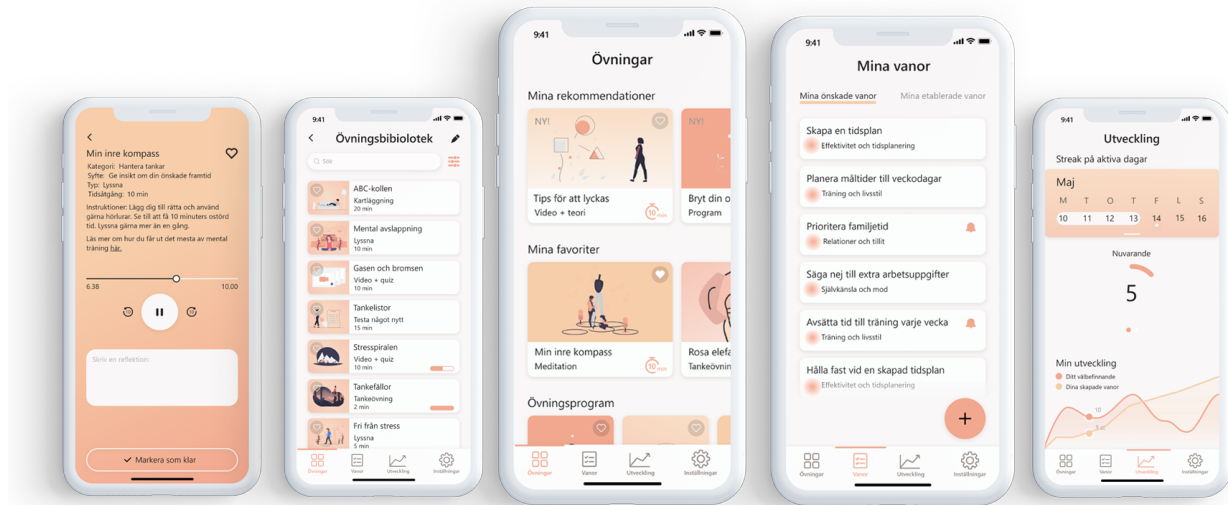 Min inre kompass
Kategori: Hantera tankar
Syfte: Ge insikt om din önskade framtid
Typ: Lyssna
Tidsåtgång: 10 min
Instruktioner: Lägg dig till rätta och använd
gärna hörlurar. Se till att få 10 minuters ostörd
tid. Lyssna gärna mer än en gång.
Läs mer om hur du får ut det mesta av mental
träning här.
6.38
10.00
10
10
Skriv en reflektion:
Markera som klar
9:41
Övningsbibiolotek
Sök
ABC-kollen
Kartläggning
20 min
Mental avslappning
Lyssna
10 min
Gasen och bromsen
Video + quiz
10 min
Tankelistor
Testa något nytt
15 min
Stresspiralen
Video + quiz
10 min
Tankefällor
Tankeövning
2 min
Fri från stress
Lyssna
5 min
Övningar
Vanor
Utveckling
Inställningar
9:41
Övningar
Mina rekommendationer
NY!
NY!
Tips för att lyckas
Video + teori
10 min
Bryt din o
Program
Mina favoriter
Min inre kompass
Meditation
10 min
Rosa elefa
Tankeövnin
Övningsprogram
Övningar
Vanor
Utveckling
Inställningar
9:41
Mina vanor
Mina önskade vanor
Mina etablerade vanor
Skapa en tidsplan
Effektivitet och tidsplanering
Planera måltider till veckodagar
Träning och livsstil
Prioritera familjetid
Relationer och tillit
Säga nej till extra arbetsuppgifter
Självkänsla och mod
Avsätta tid till träning varje vecka
Träning och livsstil
Hålla fast vid en skapad tidsplan
Effektivitet och tidsplanering
+
Övningar
Vanor
Utveckling
Inställningar
9:41
Utveckling
Streak på aktiva dagar
Maj
M T O T F L S
10 11 12 13 14 15 16
Nuvarande
5
Min utveckling
Ditt välbefinnande
Dina skapade vanor
10
3 st
Övningar
Vanor
Utveckling
Inställningar